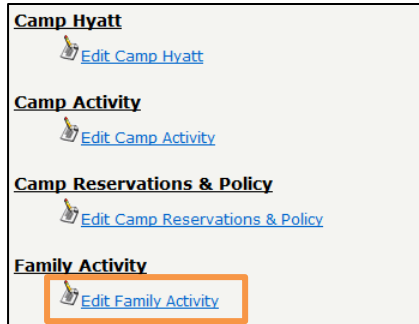 Camp Hyatt
Edit Camp Hyatt
Camp Activity
Edit Camp Activity
Camp Reservations & Policy
Edit Camp Reservations & Policy
Family Activity
Edit Family Activity